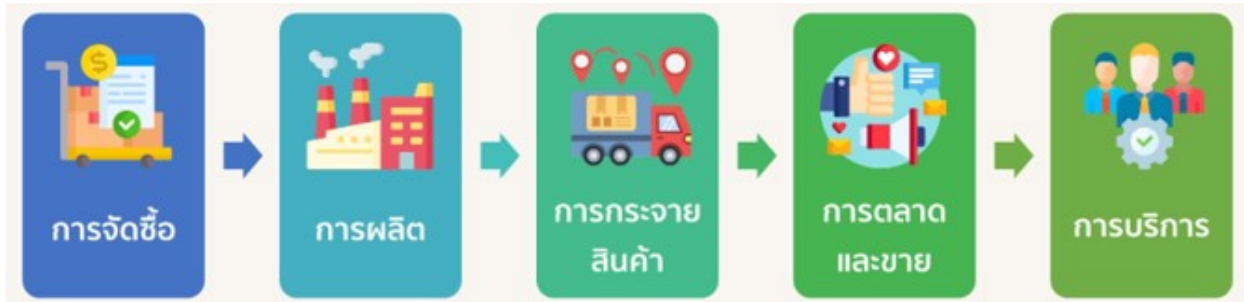 การจัดซื้อ
การผลิต
การกระจาย
สินค้า
การตลาด
และขาย
การบริการ